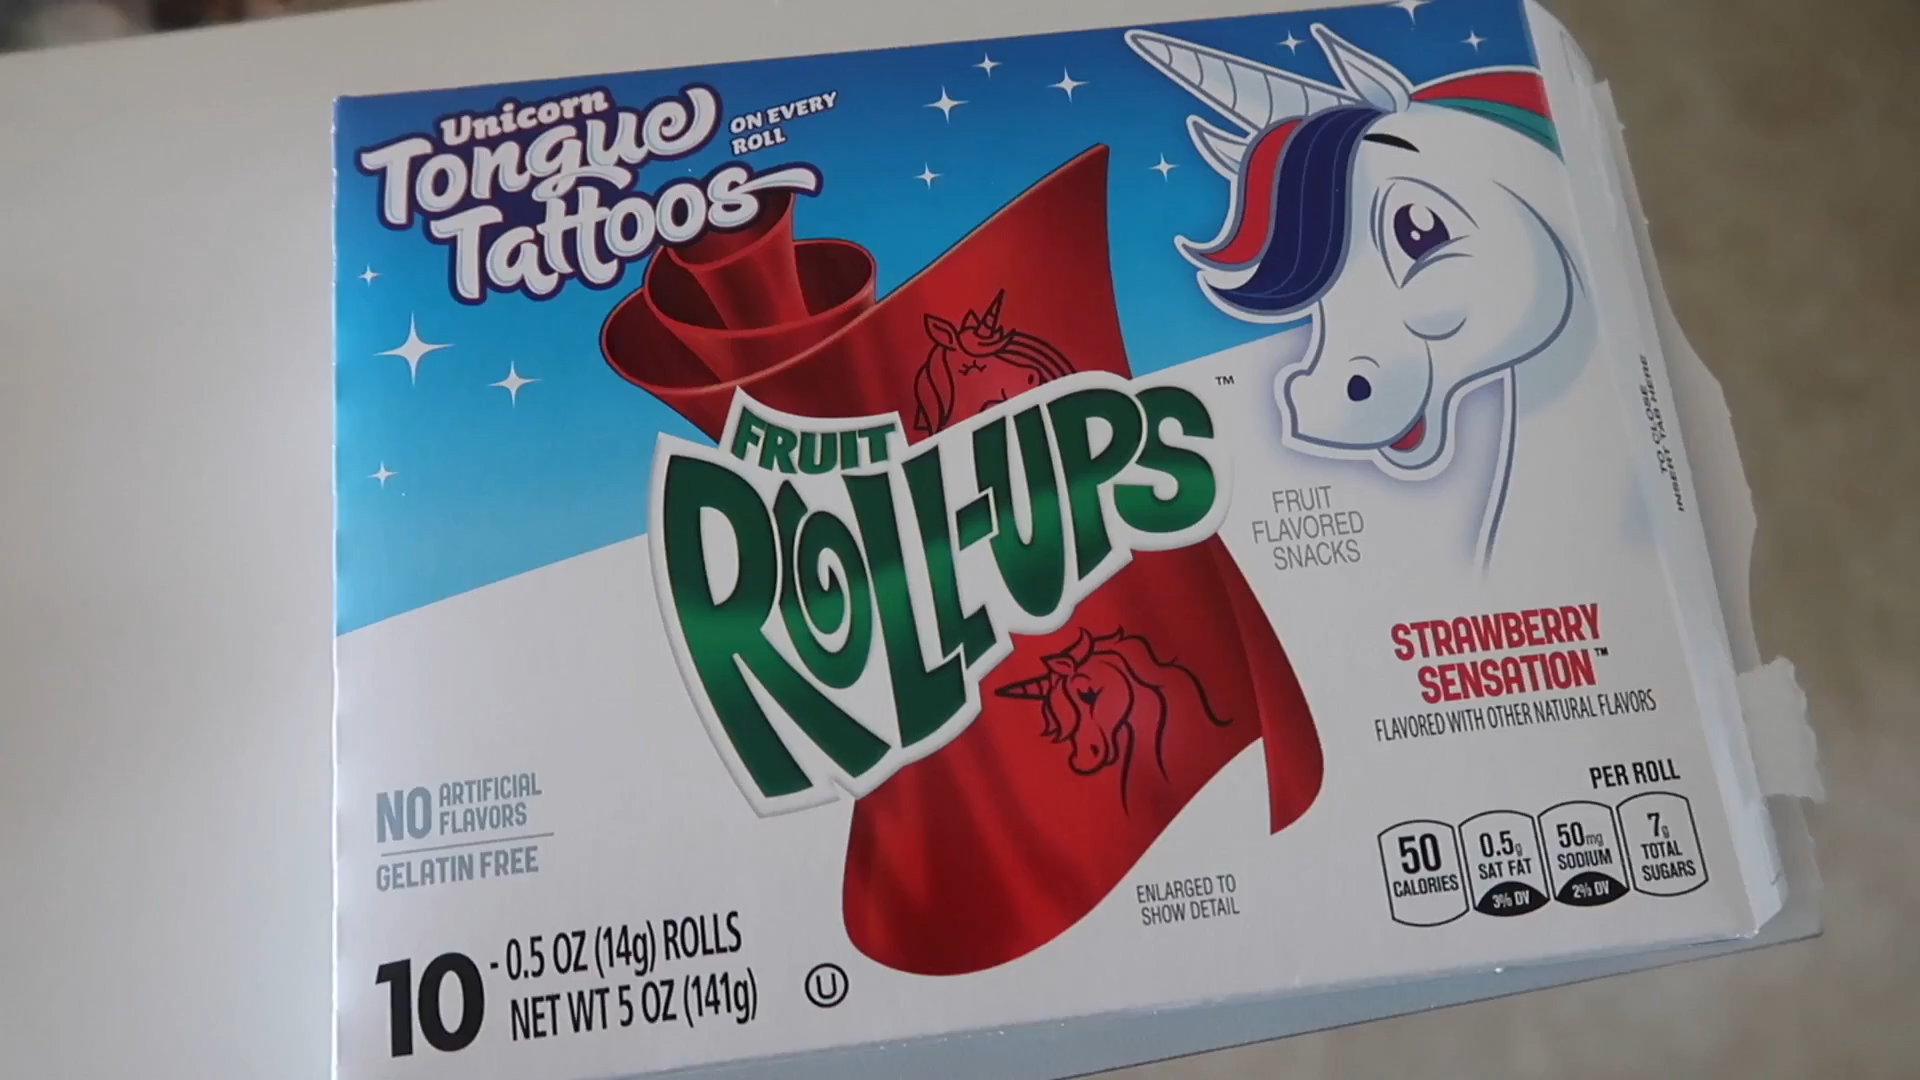 Unicorn
Tongue
Tattoos
ON EVERY
ROLL
FRUIT
ROLL-UPS™
FRUIT
FLAVORED
SNACKS
TO CLOSE
INSERT TAB HERE
STRAWBERRY
SENSATION™
FLAVORED WITH OTHER NATURAL FLAVORS
PER ROLL
50
CALORIES
0.5g
SAT FAT
3% DV
50mg
SODIUM
2% DV
7g
TOTAL
SUGARS
NO ARTIFICIAL
FLAVORS
GELATIN FREE
ENLARGED TO
SHOW DETAIL
10 - 0.5 OZ (14g) ROLLS
NET WT 5 OZ (141g)
U